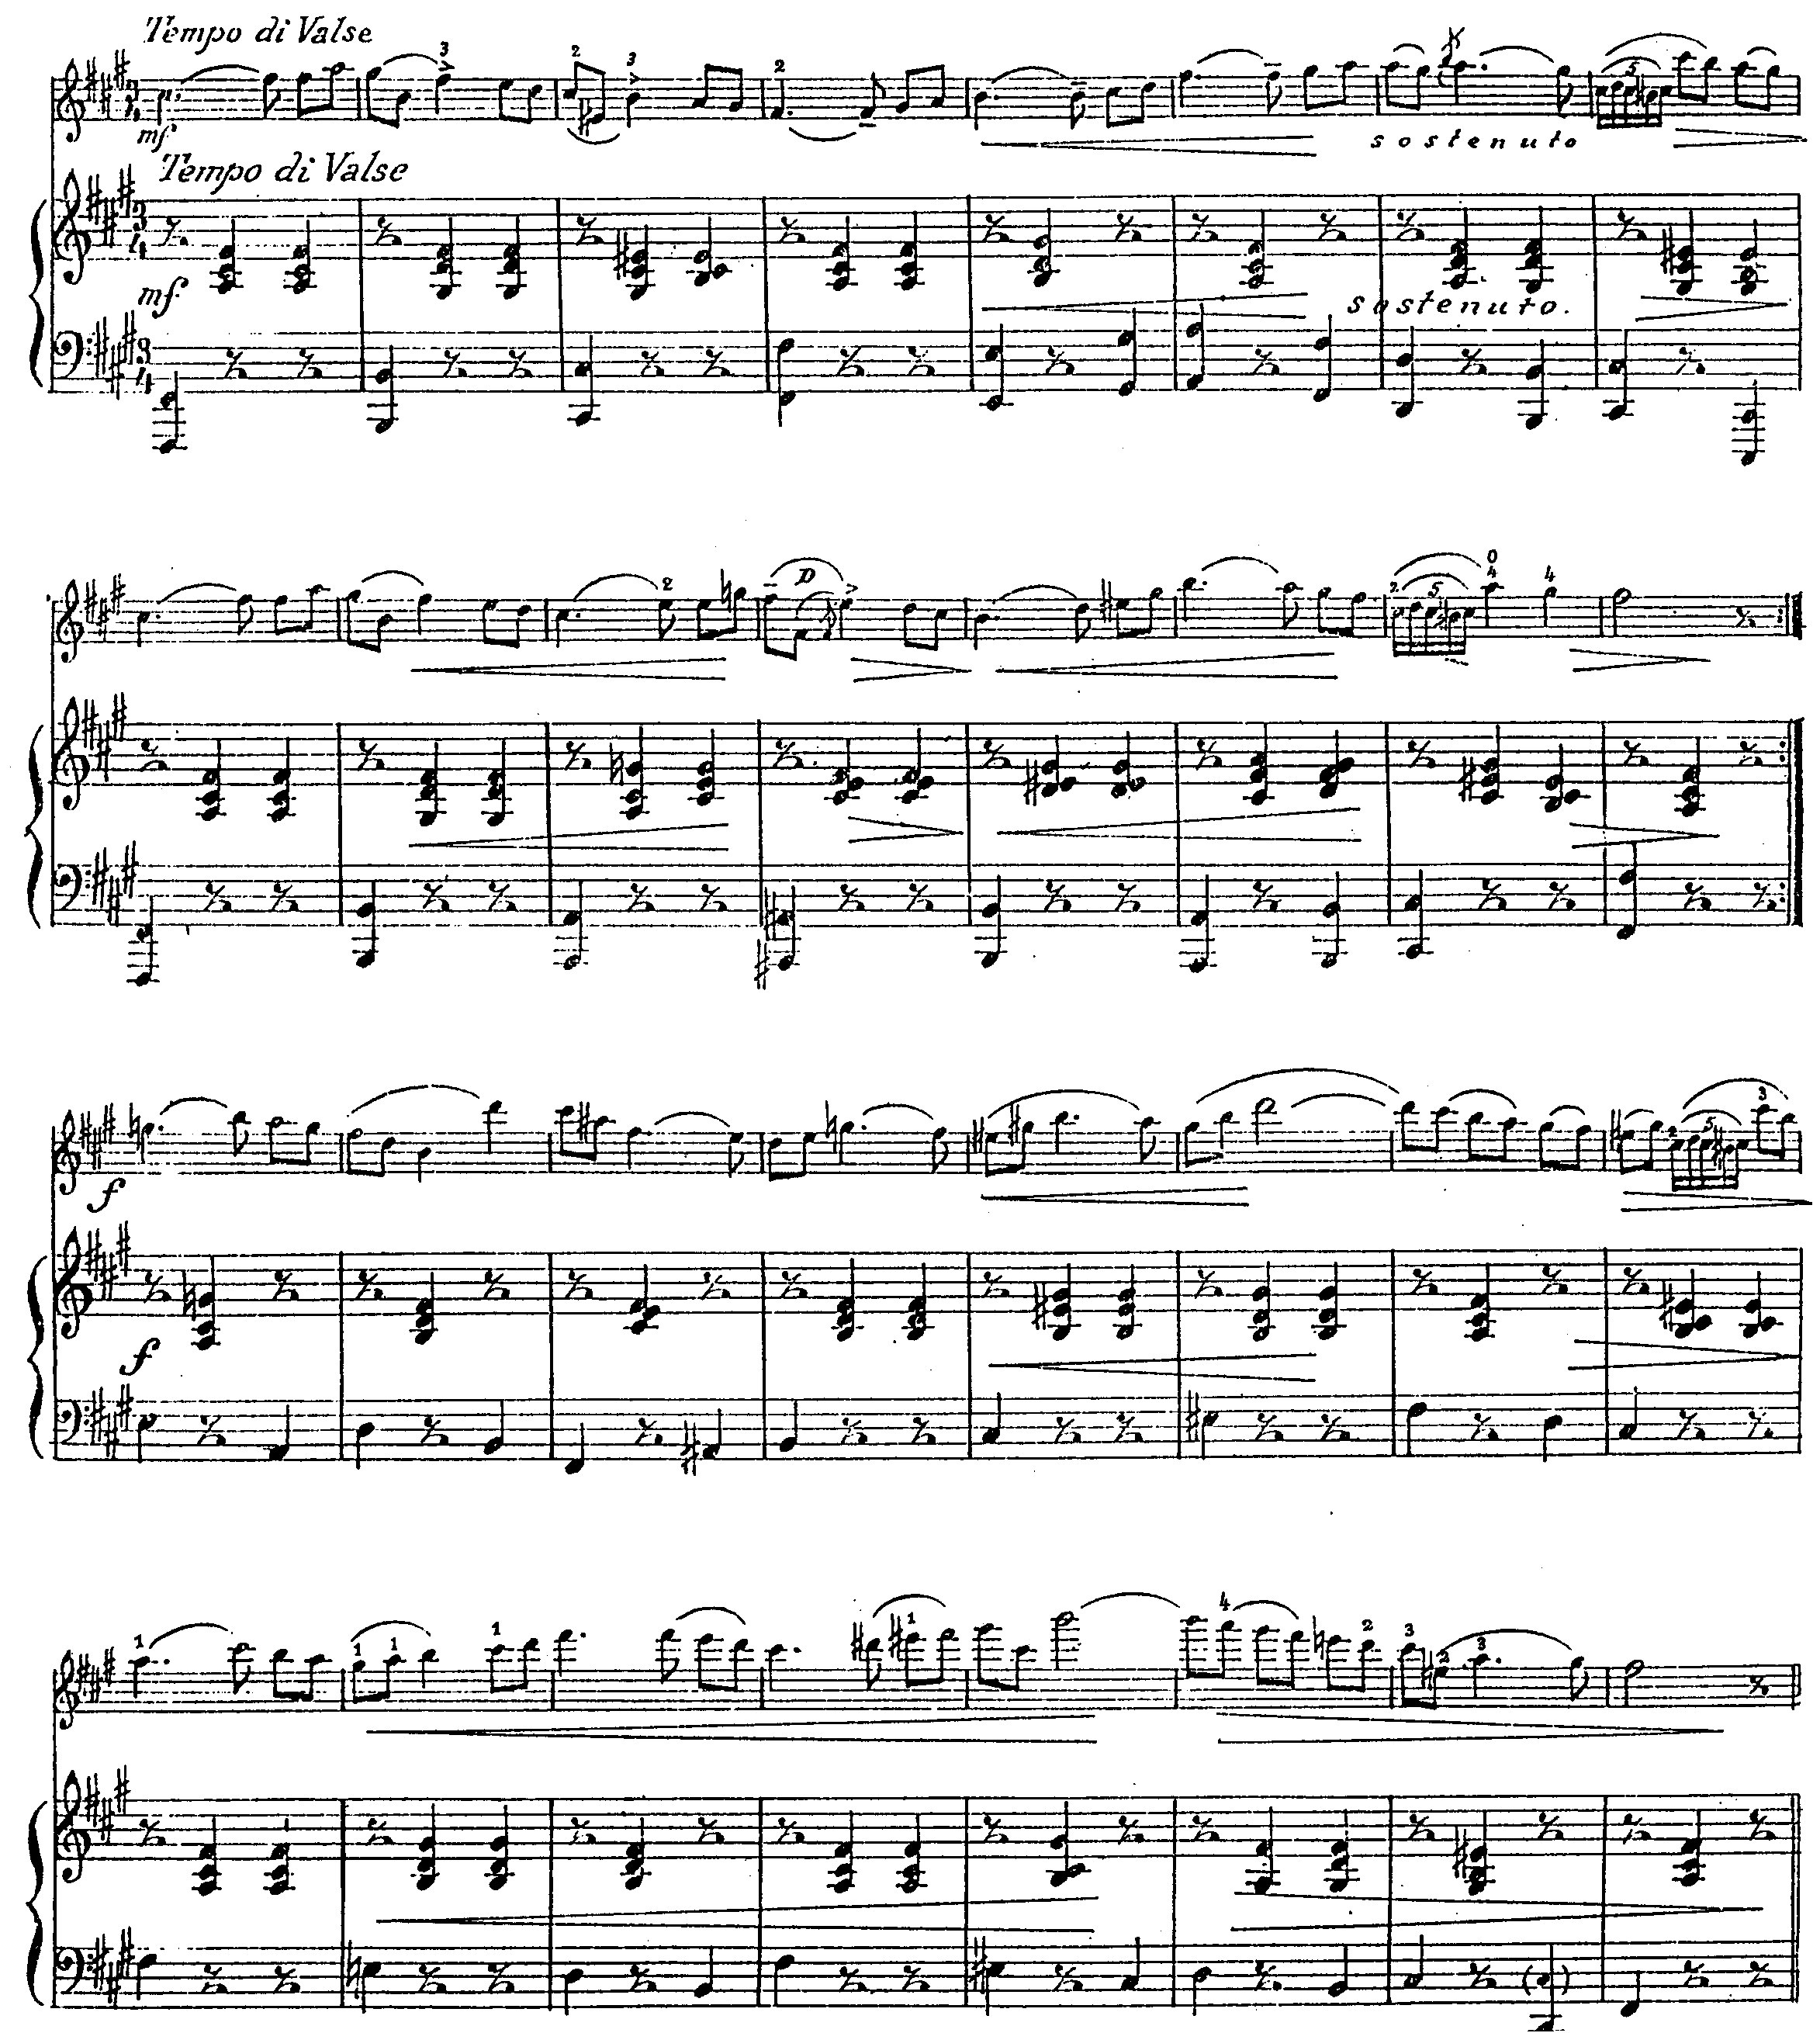 Tempo di Valse
mf
Tempo di Valse
mf
sostenuto
sostenuto.
D
f
f